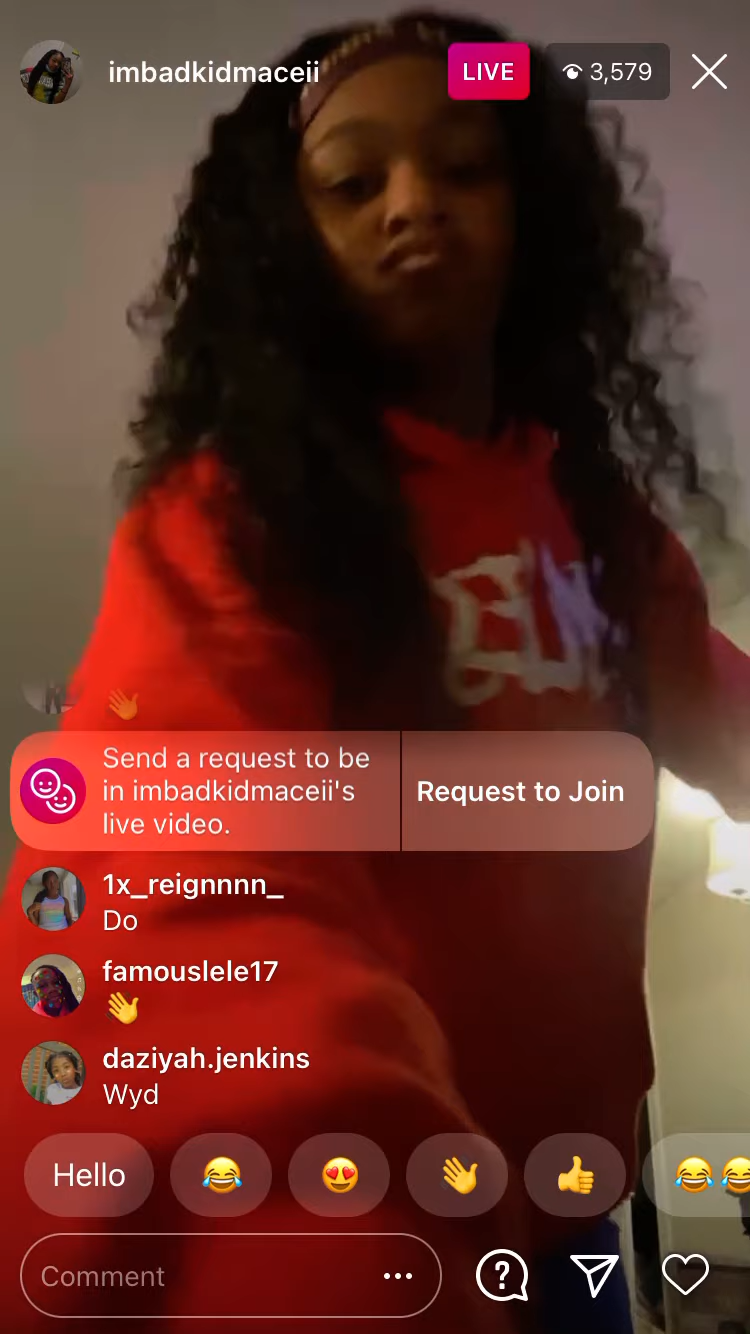 imbadkidmaceii
LIVE
3,579
👋
Send a request to be
in imbadkidmaceii's
live video.
Request to Join
1x_reignnnn_
Do
famouslele17
👋
daziyah.jenkins
Wyd
Hello 😂 😍 👋 👍 😂😂
Comment